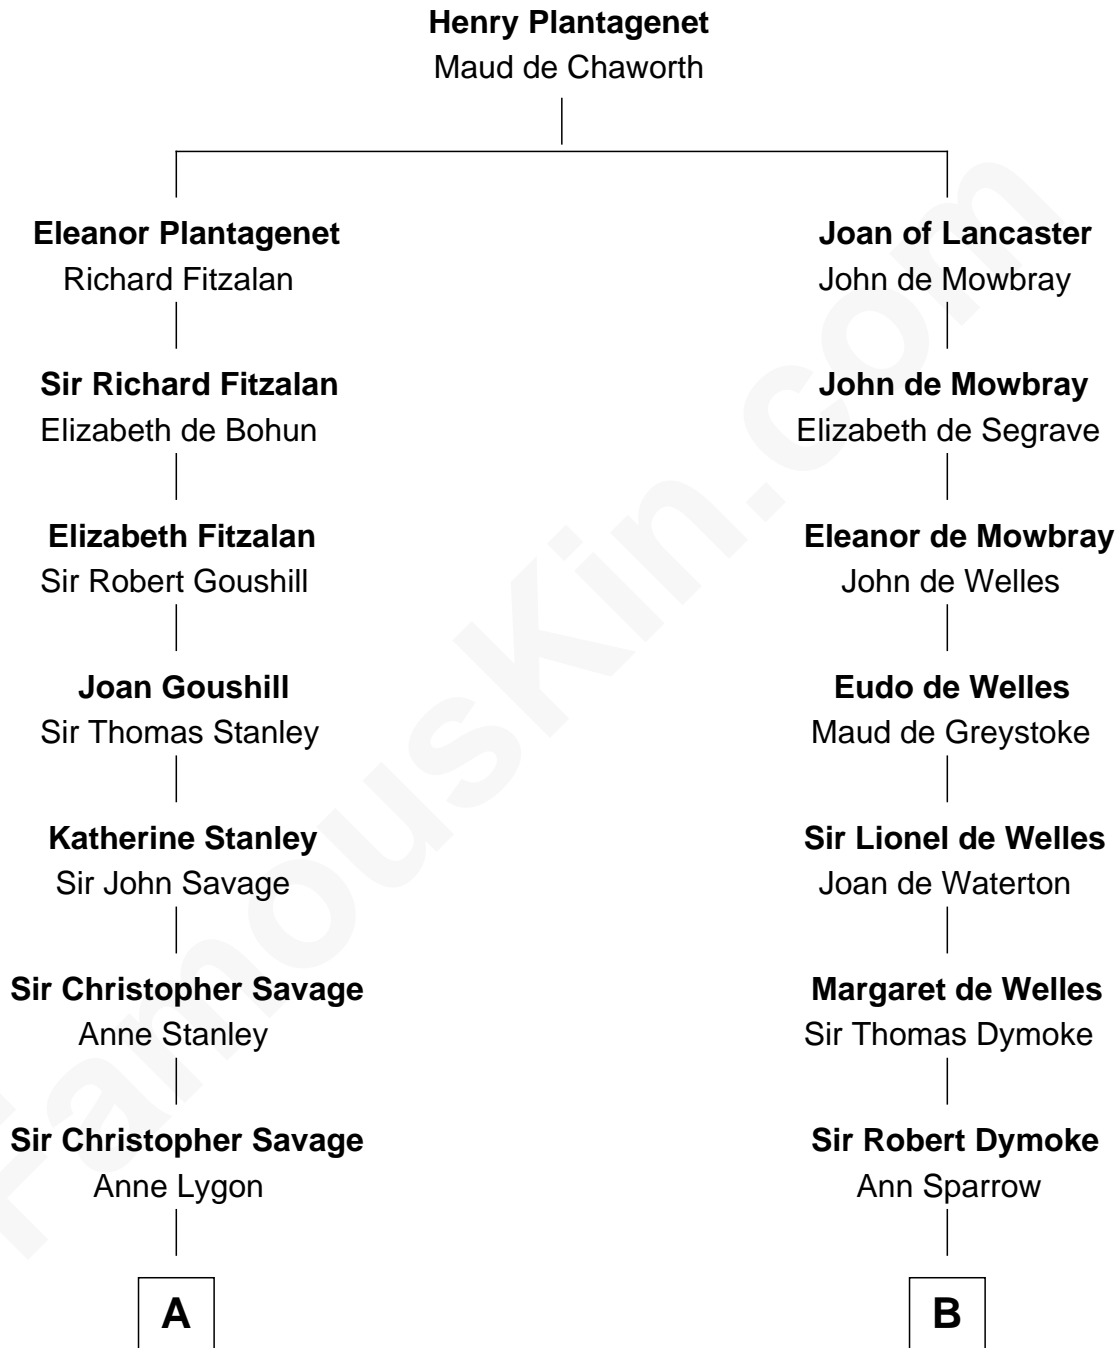 Henry Plantagenet
Maud de Chaworth
Eleanor Plantagenet
Richard Fitzalan
Sir Richard Fitzalan
Elizabeth de Bohun
Elizabeth Fitzalan
Sir Robert Goushill
Joan Goushill
Sir Thomas Stanley
Katherine Stanley
Sir John Savage
Sir Christopher Savage
Anne Stanley
Sir Christopher Savage
Anne Lygon
A
Joan of Lancaster
John de Mowbray
John de Mowbray
Elizabeth de Segrave
Eleanor de Mowbray
John de Welles
Eudo de Welles
Maud de Greystoke
Sir Lionel de Welles
Joan de Waterton
Margaret de Welles
Sir Thomas Dymoke
Sir Robert Dymoke
Ann Sparrow
B
FamousKin.com